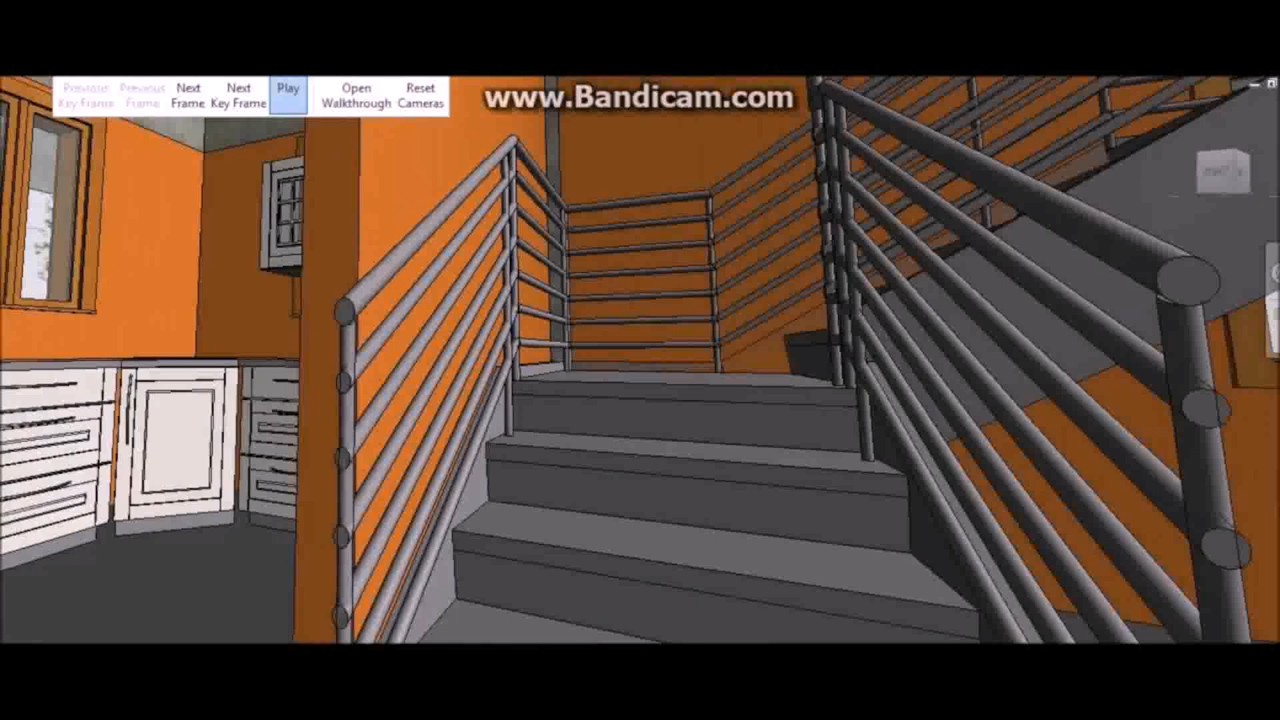 Previous Previous Next Next Play Open Reset
Key Frame Frame Frame Key Frame Walkthrough Cameras
www.Bandicam.com